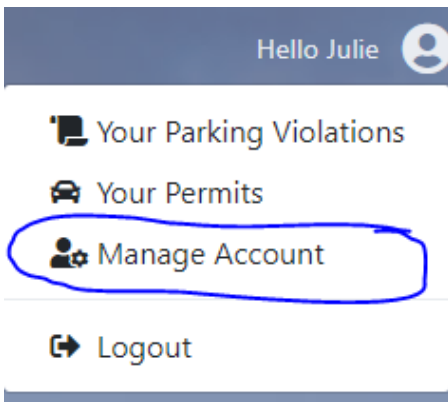 Hello Julie
Your Parking Violations
Your Permits
Manage Account
Logout